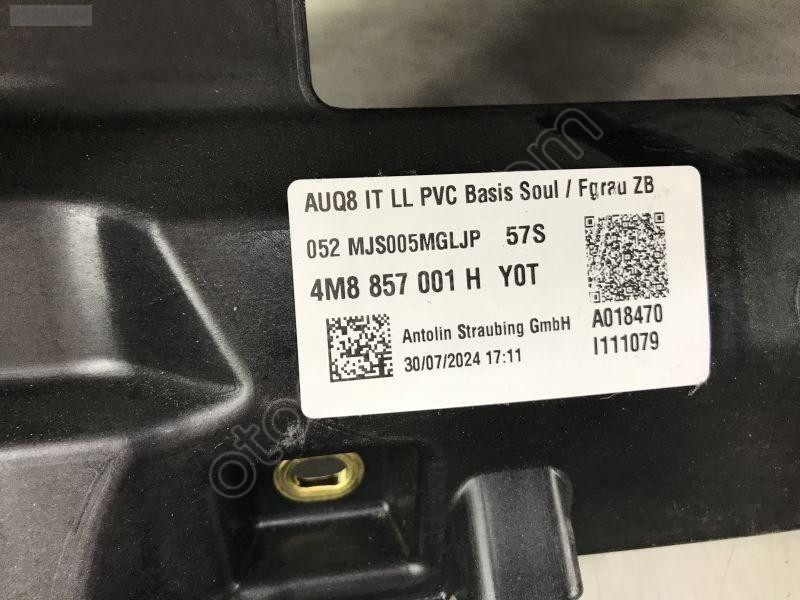 AUQ8 IT LL PVC Basis Soul / Fgrau ZB
052 MJS005MGLJP 57S
4M8 857 001 H Y0T
A018470
Antolin Straubing GmbH
I111079
30/07/2024 17:11